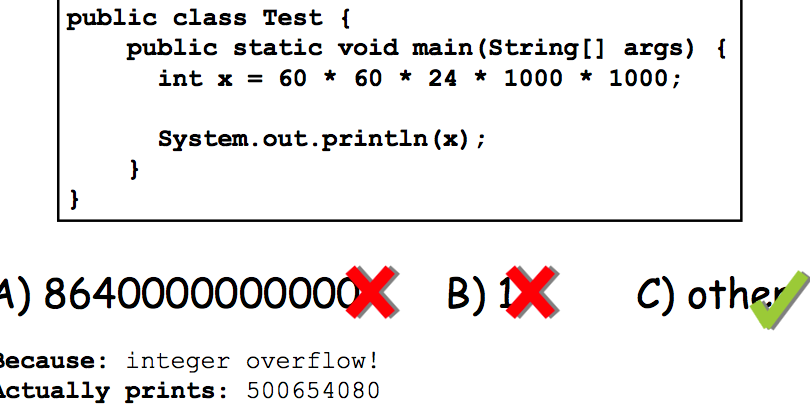 public class Test {
public static void main(String[] args) {
int x = 60 * 60 * 24 * 1000 * 1000;
System.out.println(x);
}
}
A) 8640000000000 B) 1 C) other
Because: integer overflow!
Actually prints: 500654080